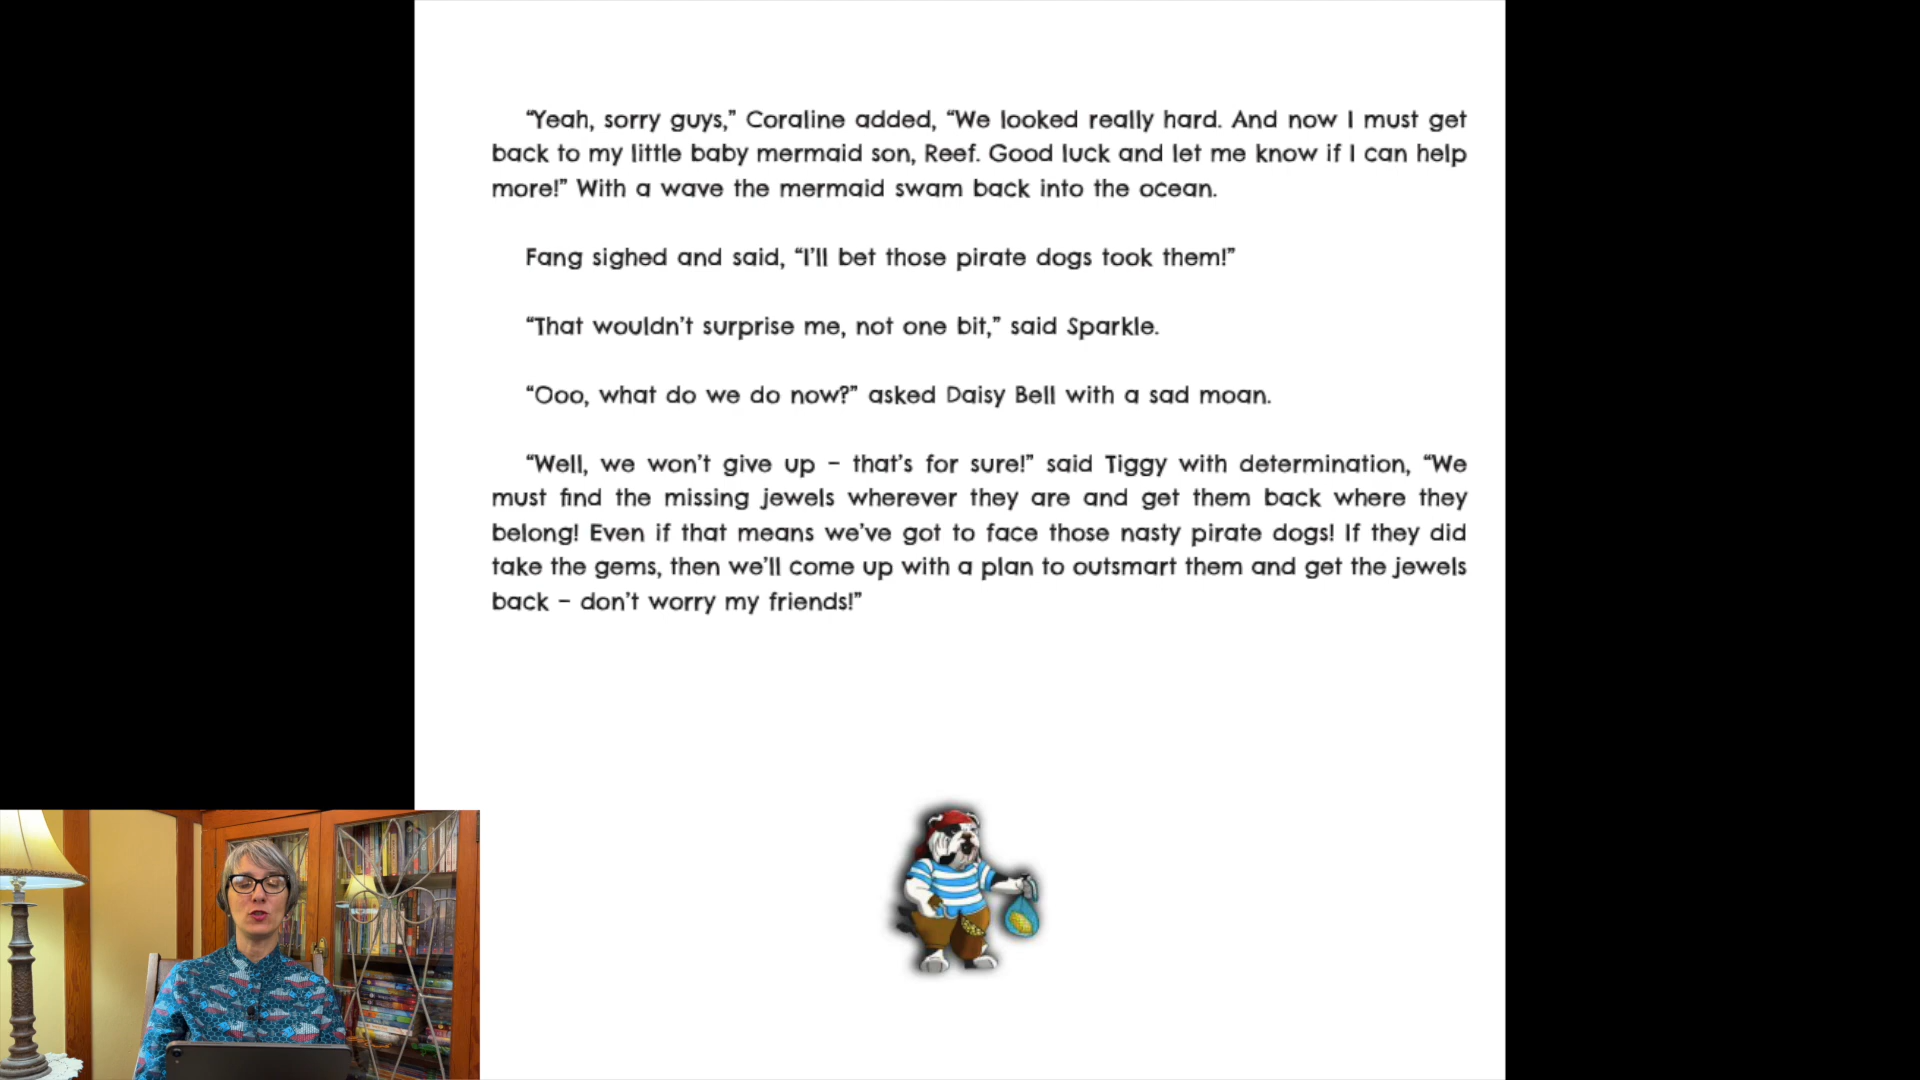 “Yeah, sorry guys,” Coraline added, “We looked really hard. And now I must get
back to my little baby mermaid son, Reef. Good luck and let me know if I can help
more!” With a wave the mermaid swam back into the ocean.
Fang sighed and said, “I’ll bet those pirate dogs took them!”
“That wouldn’t surprise me, not one bit,” said Sparkle.
“Ooo, what do we do now?” asked Daisy Bell with a sad moan.
“Well, we won’t give up – that’s for sure!” said Tiggy with determination, “We
must find the missing jewels wherever they are and get them back where they
belong! Even if that means we’ve got to face those nasty pirate dogs! If they did
take the gems, then we’ll come up with a plan to outsmart them and get the jewels
back – don’t worry my friends!”